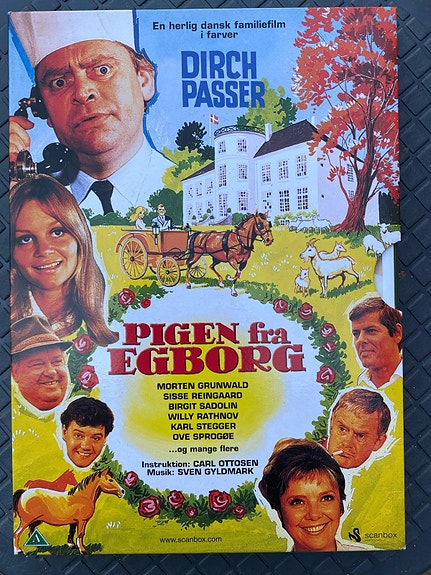 En herlig dansk familiefilm
i farver
DIRCH
PASSER
PIGEN fra
EGBORG
MORTEN GRUNWALD
SISSE REINGAARD
BIRGIT SADOLIN
WILLY RATHNOV
KARL STEGGER
OVE SPROGØE
...og mange flere
Instruktion: CARL OTTOSEN
Musik: SVEN GYLDMARK
www.scanbox.com
scanbox